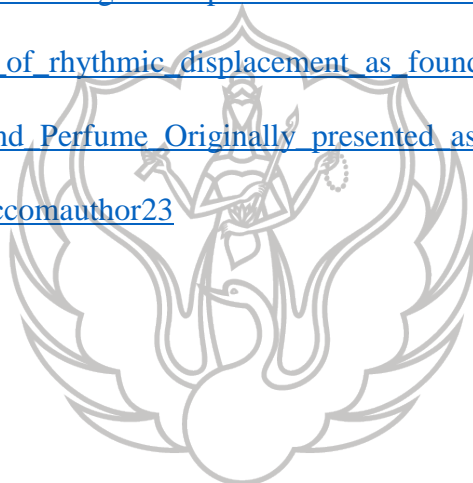 _of_rhythmic_displacement_as_found
nd_Perfume_Originally_presented_as
ccomauthor23